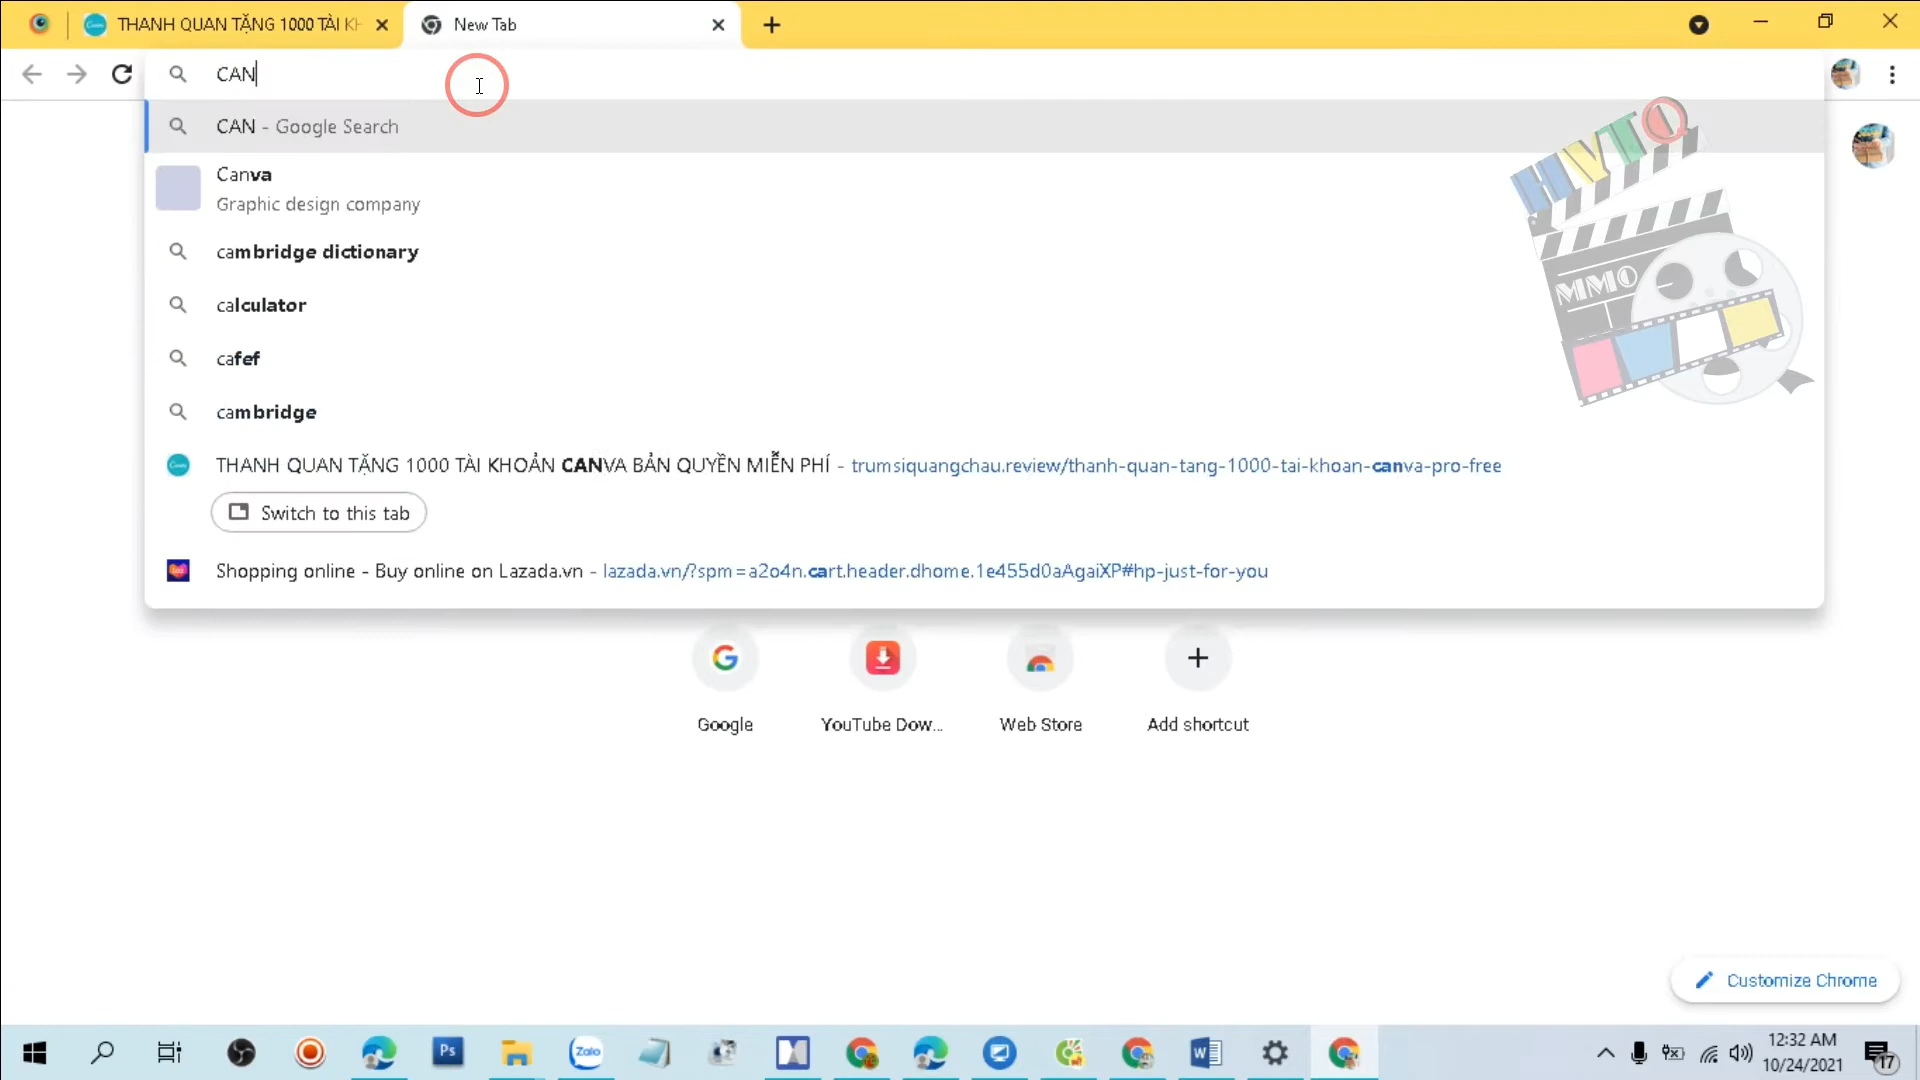 THANH QUAN TẶNG 1000 TÀI KH
New Tab
CAN
CAN - Google Search
Canva
Graphic design company
cambridge dictionary
calculator
cafef
cambridge
THANH QUAN TẶNG 1000 TÀI KHOẢN CANVA BẢN QUYỀN MIỄN PHÍ - trumsiquangchau.review/thanh-quan-tang-1000-tai-khoan-canva-pro-free
Switch to this tab
Shopping online - Buy online on Lazada.vn - lazada.vn/?spm=a2o4n.cart.header.dhome.1e455d0aAgaiXP#hp-just-for-you
HVTQ
MMO
Google
YouTube Dow...
Web Store
Add shortcut
Customize Chrome
Ps
Zalo
12:32 AM
10/24/2021
17